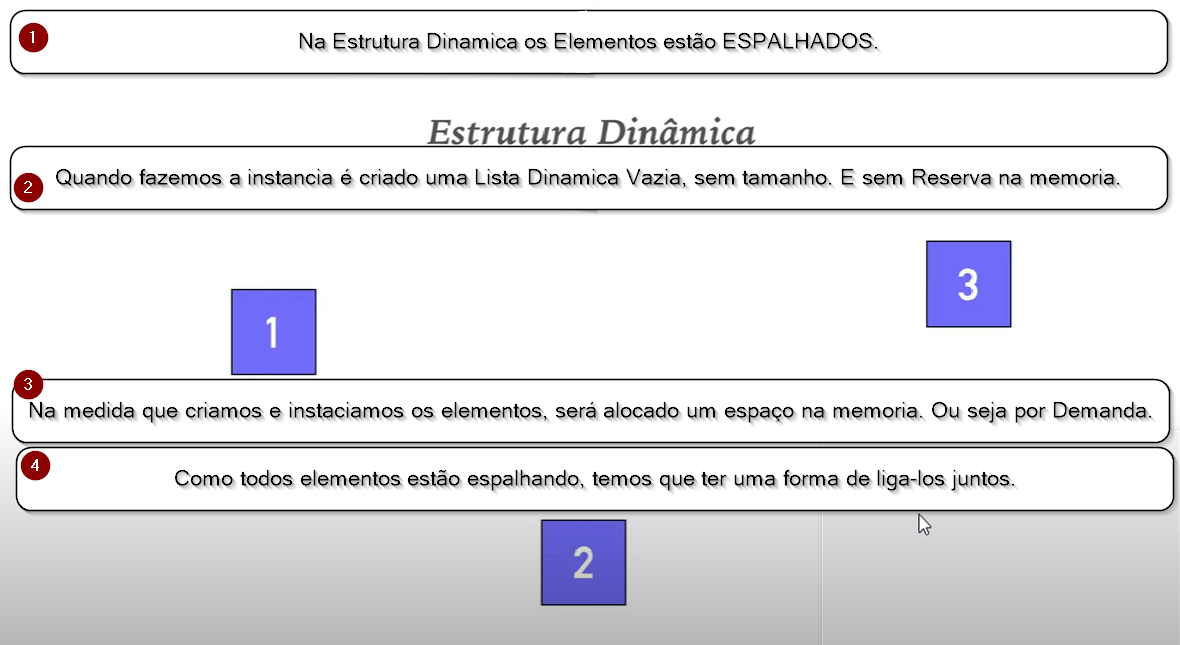 1
Na Estrutura Dinamica os Elementos estão ESPALHADOS.
Estrutura Dinâmica
2
Quando fazemos a instancia é criado uma Lista Dinamica Vazia, sem tamanho. E sem Reserva na memoria.
3
1
3
Na medida que criamos e instaciamos os elementos, será alocado um espaço na memoria. Ou seja por Demanda.
4
Como todos elementos estão espalhando, temos que ter uma forma de liga-los juntos.
2